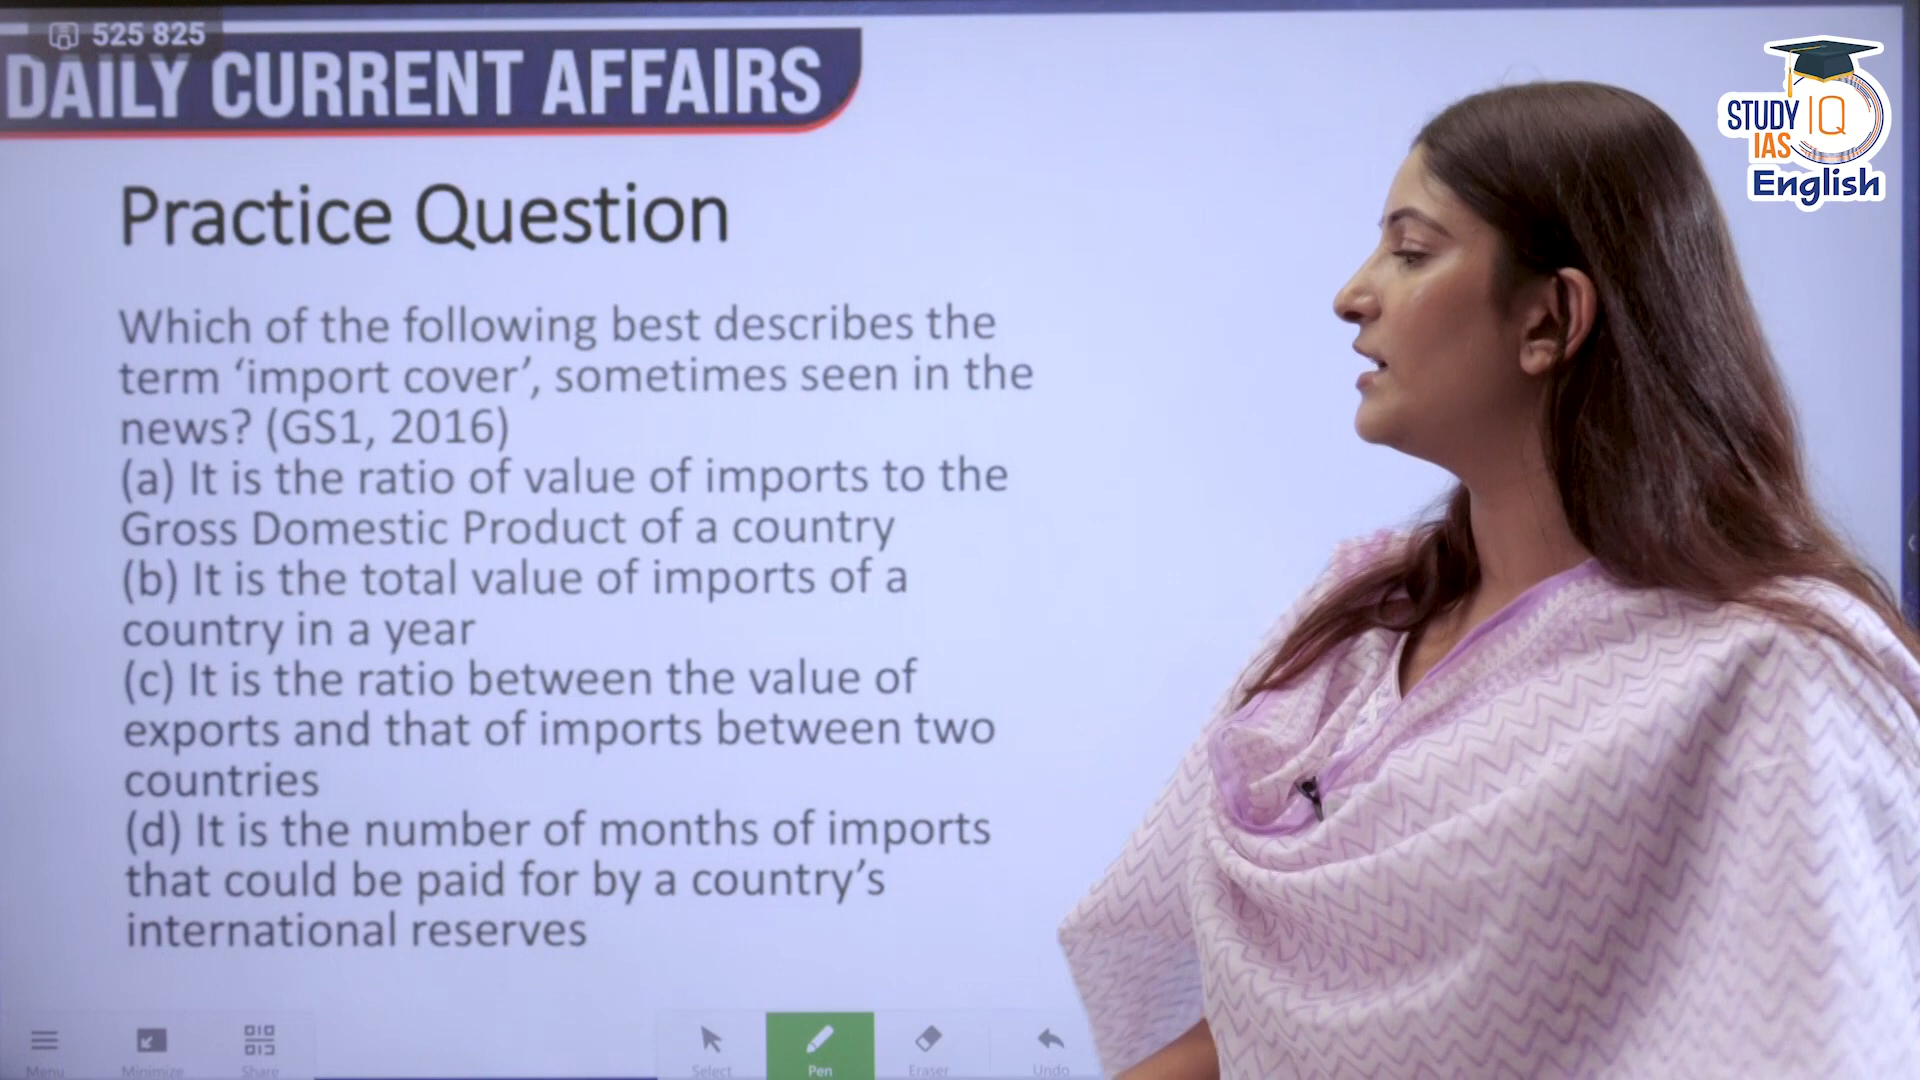 525 825
DAILY CURRENT AFFAIRS
STUDY IQ
IAS
English
Practice Question
Which of the following best describes the
term ‘import cover’, sometimes seen in the
news? (GS1, 2016)
(a) It is the ratio of value of imports to the
Gross Domestic Product of a country
(b) It is the total value of imports of a
country in a year
(c) It is the ratio between the value of
exports and that of imports between two
countries
(d) It is the number of months of imports
that could be paid for by a country’s
international reserves
Menu
Minimize
Share
Select
Pen
Eraser
Undo